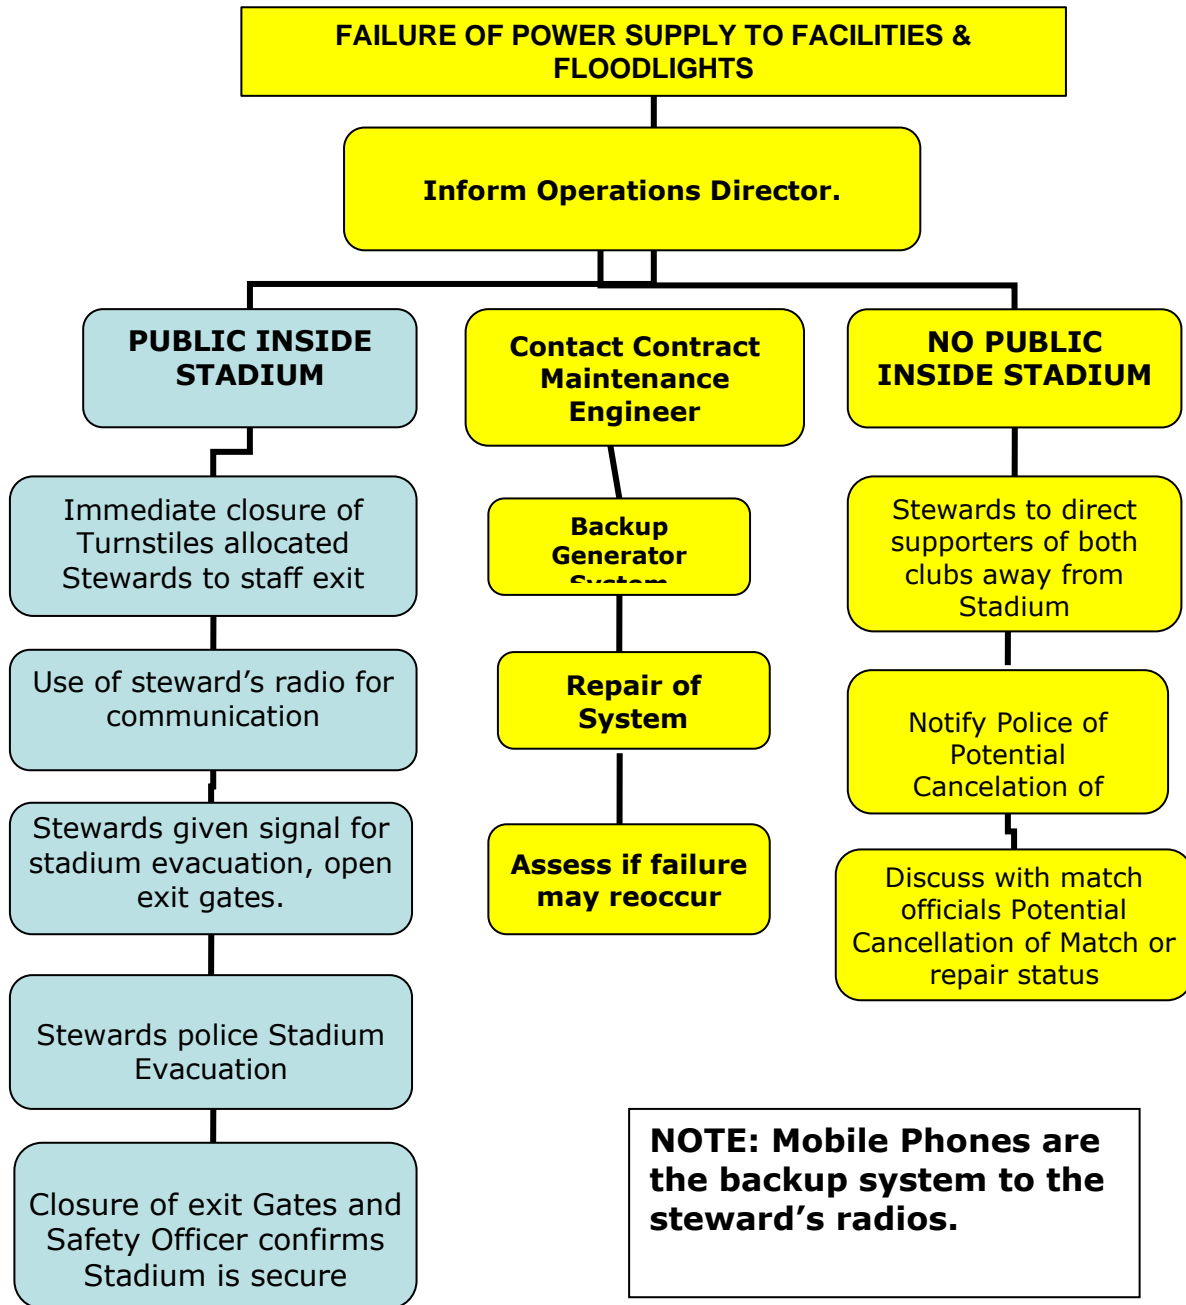 FAILURE OF POWER SUPPLY TO FACILITIES &
FLOODLIGHTS
Inform Operations Director.
PUBLIC INSIDE
STADIUM
Immediate closure of
Turnstiles allocated
Stewards to staff exit
Use of steward’s radio for
communication
Stewards given signal for
stadium evacuation, open
exit gates.
Stewards police Stadium
Evacuation
Closure of exit Gates and
Safety Officer confirms
Stadium is secure
Contact Contract
Maintenance
Engineer
Backup
Generator
System
Repair of
System
Assess if failure
may reoccur
NO PUBLIC
INSIDE STADIUM
Stewards to direct
supporters of both
clubs away from
Stadium
Notify Police of
Potential
Cancelation of
Discuss with match
officials Potential
Cancellation of Match or
repair status
NOTE: Mobile Phones are
the backup system to the
steward’s radios.